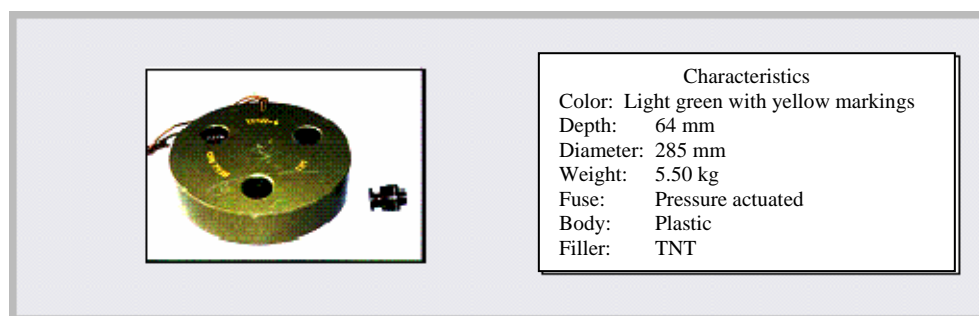 Characteristics
Color: Light green with yellow markings
Depth: 64 mm
Diameter: 285 mm
Weight: 5.50 kg
Fuse: Pressure actuated
Body: Plastic
Filler: TNT